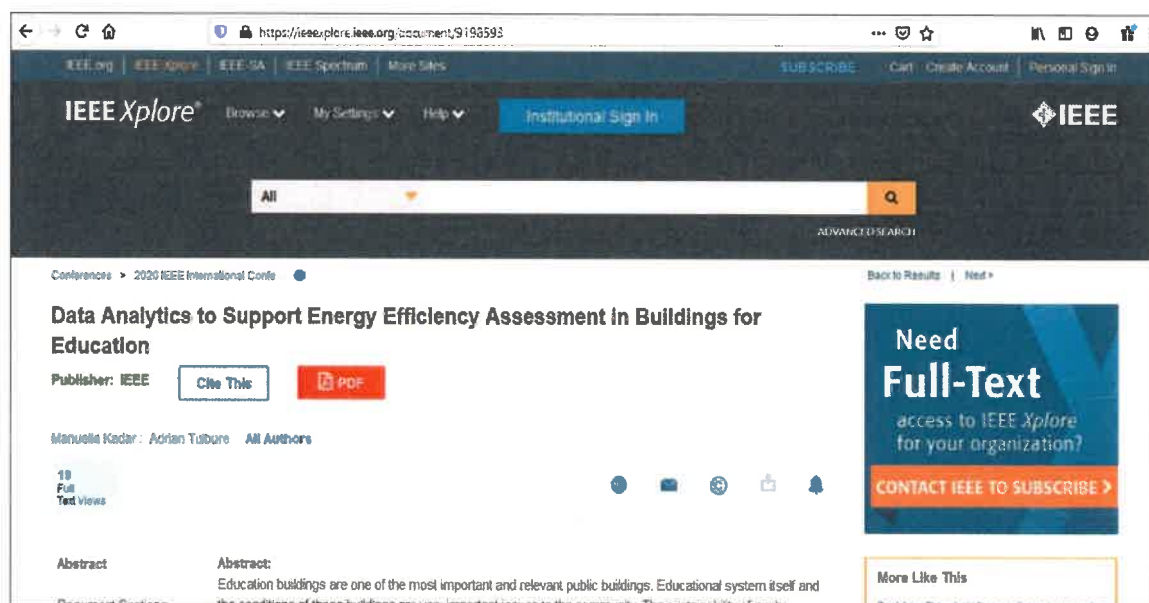 https://ieeexplore.ieee.org/document/9193593
IEEE.org | IEEE Xplore | IEEE-SA | IEEE Spectrum | More Sites
SUBSCRIBE
Cart Create Account | Personal Sign In
IEEE Xplore®
Browse
My Settings
Help
Institutional Sign In
IEEE
All
ADVANCED SEARCH
Conferences > 2020 IEEE International Confe
Back to Results | Next >
Data Analytics to Support Energy Efficiency Assessment in Buildings for
Education
Publisher: IEEE
Cite This
PDF
Manuella Kadar; Adrian Tulbure All Authors
19
Full
Text Views
Need
Full-Text
access to IEEE Xplore
for your organization?
CONTACT IEEE TO SUBSCRIBE >
Abstract
Abstract:
Education buildings are one of the most important and relevant public buildings. Educational system itself and
More Like This
Document Sections